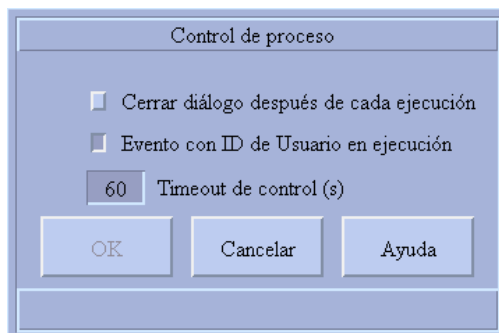 Control de proceso
Cerrar diálogo después de cada ejecución
Evento con ID de Usuario en ejecución
60 Timeout de control (s)
OK Cancelar Ayuda